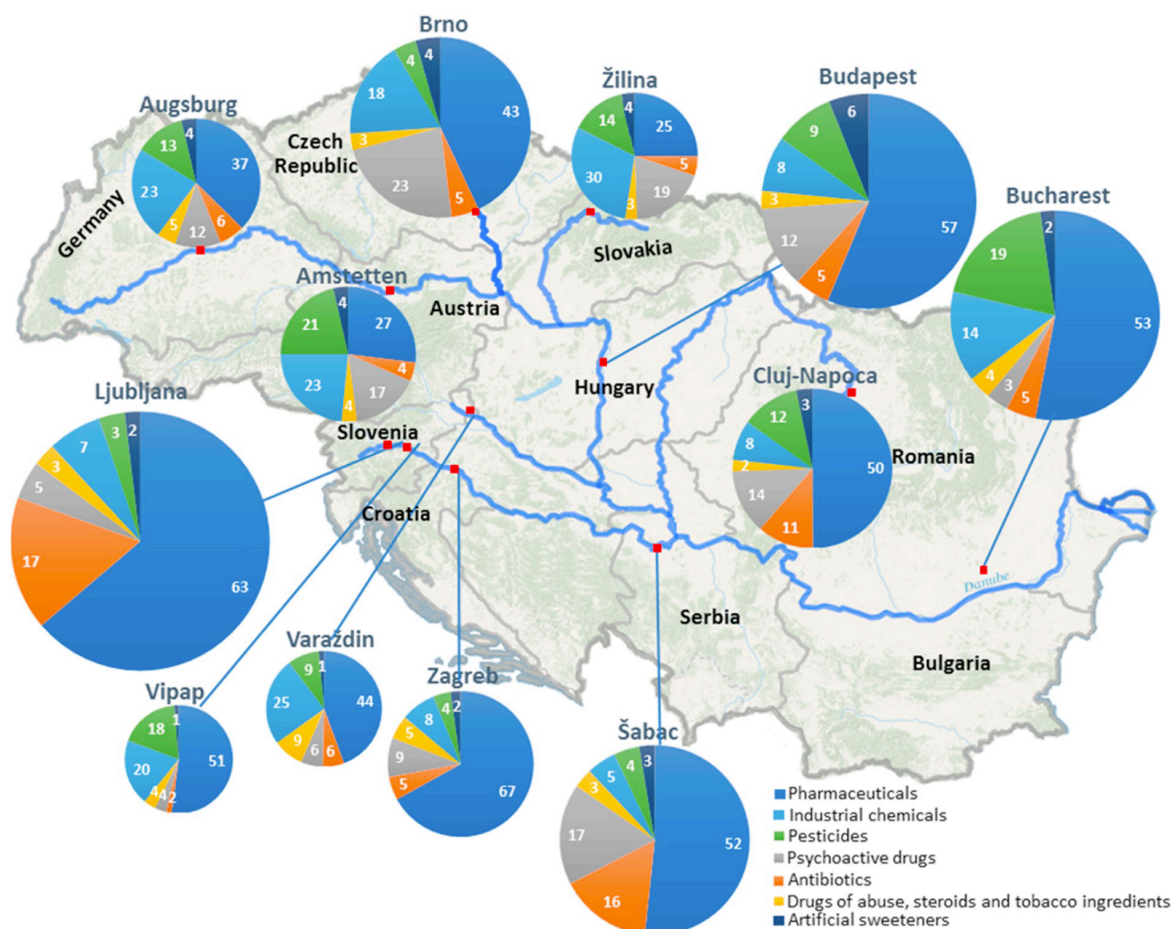 Brno
43
5
23
3
18
4
4
Augsburg
37
6
12
5
23
13
4
Žilina
25
5
19
3
30
14
4
Budapest
57
5
12
3
8
9
6
Bucharest
53
5
3
4
14
19
2
Amstetten
27
4
17
4
23
21
4
Ljubljana
63
17
5
3
7
3
2
Cluj-Napoca
50
11
14
2
8
12
3
Vipap
51
2
4
4
20
18
1
Varaždin
44
6
6
9
25
9
1
Zagreb
67
5
9
5
8
4
2
Šabac
52
16
17
3
5
4
3
Germany
Czech
Republic
Slovakia
Austria
Hungary
Slovenia
Croatia
Romania
Serbia
Bulgaria
Danube
Pharmaceuticals
Industrial chemicals
Pesticides
Psychoactive drugs
Antibiotics
Drugs of abuse, steroids and tobacco ingredients
Artificial sweeteners